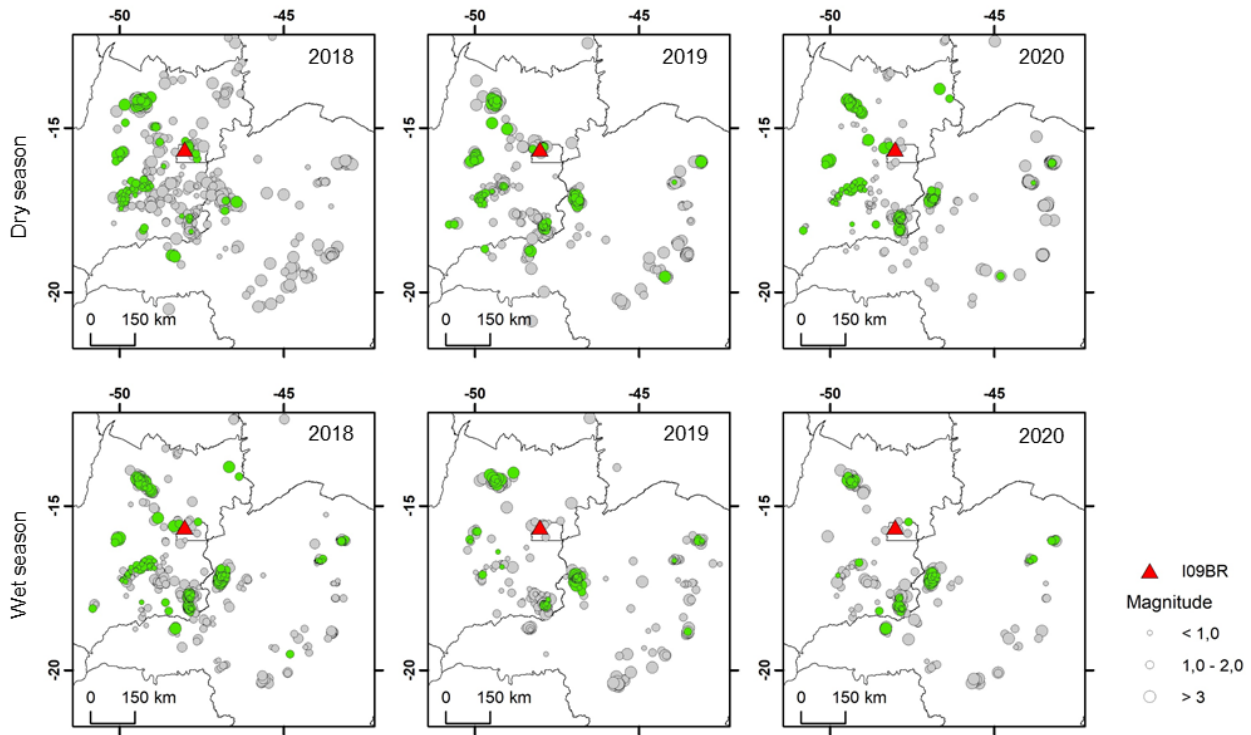 -50 -45 -50 -45 -50 -45
2018 2019 2020
-15
-20
Dry season
0 150 km 0 150 km 0 150 km
-50 -45 -50 -45 -50 -45
2018 2019 2020
-15
-20
Wet season
0 150 km 0 150 km 0 150 km
-15 -15
-20 -20
-15 -15
-20 -20
I09BR
Magnitude
< 1,0
1,0 - 2,0
> 3